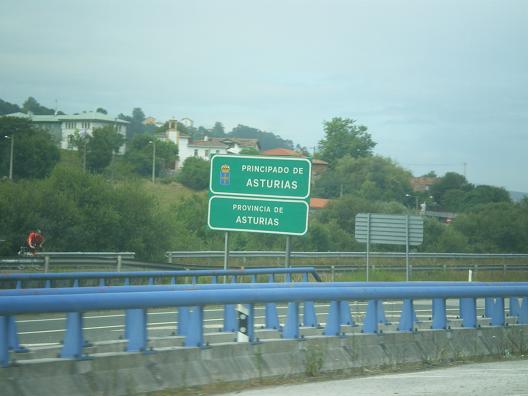 PRINCIPADO DE
ASTURIAS
PROVINCIA DE
ASTURIAS